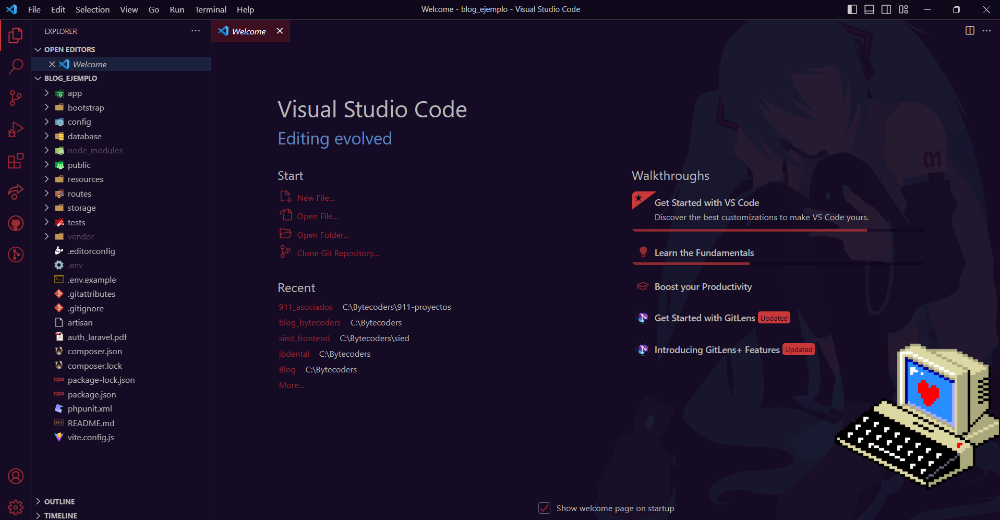 File Edit Selection View Go Run Terminal Help
Welcome - blog_ejemplo - Visual Studio Code
EXPLORER
OPEN EDITORS
Welcome
BLOG_EJEMPLO
app
bootstrap
config
database
node_modules
public
resources
routes
storage
tests
vendor
.editorconfig
.env
.env.example
.gitattributes
.gitignore
artisan
auth_laravel.pdf
composer.json
composer.lock
package-lock.json
package.json
phpunit.xml
README.md
vite.config.js
OUTLINE
TIMELINE
Welcome
Visual Studio Code
Editing evolved
Start
New File...
Open File...
Open Folder...
Clone Git Repository...
Recent
911_asociados C:\Bytecoders\911-proyectos
blog_bytecoders C:\Bytecoders
sied_frontend C:\Bytecoders\sied
jbdental C:\Bytecoders
Blog C:\Bytecoders
More...
Walkthroughs
Get Started with VS Code
Discover the best customizations to make VS Code yours.
Learn the Fundamentals
Boost your Productivity
Get Started with GitLens Updated
Introducing GitLens+ Features Updated
01
Show welcome page on startup